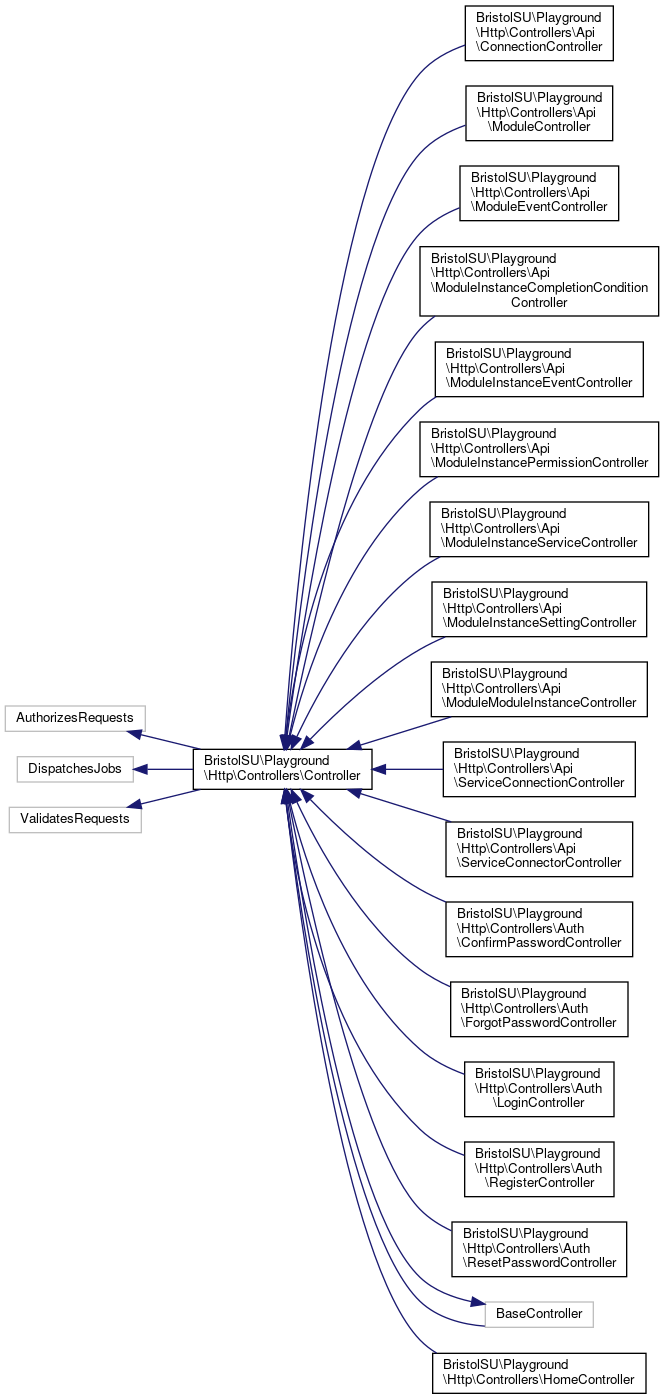 BristolSU\Playground
\Http\Controllers\Api
\ConnectionController
BristolSU\Playground
\Http\Controllers\Api
\ModuleController
BristolSU\Playground
\Http\Controllers\Api
\ModuleEventController
BristolSU\Playground
\Http\Controllers\Api
\ModuleInstanceCompletionCondition
Controller
BristolSU\Playground
\Http\Controllers\Api
\ModuleInstanceEventController
BristolSU\Playground
\Http\Controllers\Api
\ModuleInstancePermissionController
BristolSU\Playground
\Http\Controllers\Api
\ModuleInstanceServiceController
BristolSU\Playground
\Http\Controllers\Api
\ModuleInstanceSettingController
BristolSU\Playground
\Http\Controllers\Api
\ModuleModuleInstanceController
AuthorizesRequests
DispatchesJobs
ValidatesRequests
BristolSU\Playground
\Http\Controllers\Controller
BristolSU\Playground
\Http\Controllers\Api
\ServiceConnectionController
BristolSU\Playground
\Http\Controllers\Api
\ServiceConnectorController
BristolSU\Playground
\Http\Controllers\Auth
\ConfirmPasswordController
BristolSU\Playground
\Http\Controllers\Auth
\ForgotPasswordController
BristolSU\Playground
\Http\Controllers\Auth
\LoginController
BristolSU\Playground
\Http\Controllers\Auth
\RegisterController
BristolSU\Playground
\Http\Controllers\Auth
\ResetPasswordController
BaseController
BristolSU\Playground
\Http\Controllers\HomeController